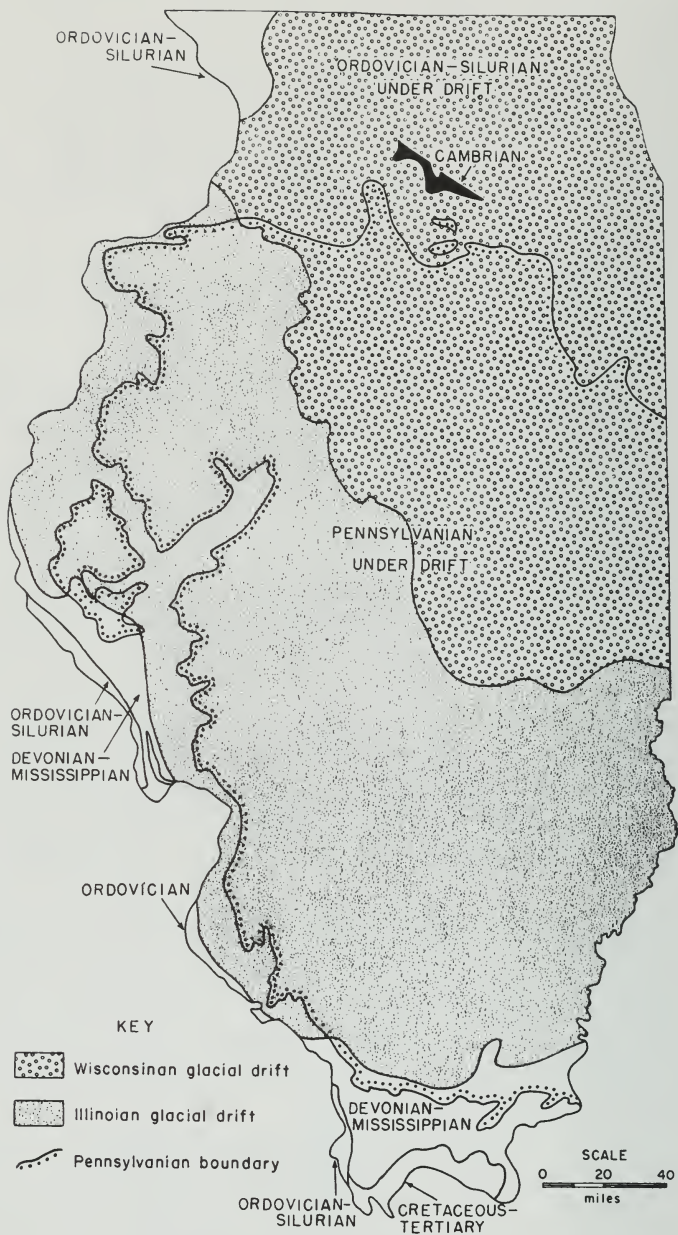 ORDOVICIAN-
SILURIAN
ORDOVICIAN-SILURIAN
UNDER DRIFT
CAMBRIAN
PENNSYLVANIAN
UNDER DRIFT
ORDOVICIAN-
SILURIAN
DEVONIAN-
MISSISSIPPIAN
ORDOVICIAN
KEY
Wisconsinan glacial drift
Illinoian glacial drift
Pennsylvanian boundary
DEVONIAN-
MISSISSIPPIAN
SCALE
0 20 40
miles
ORDOVICIAN-
SILURIAN
CRETACEOUS-
TERTIARY